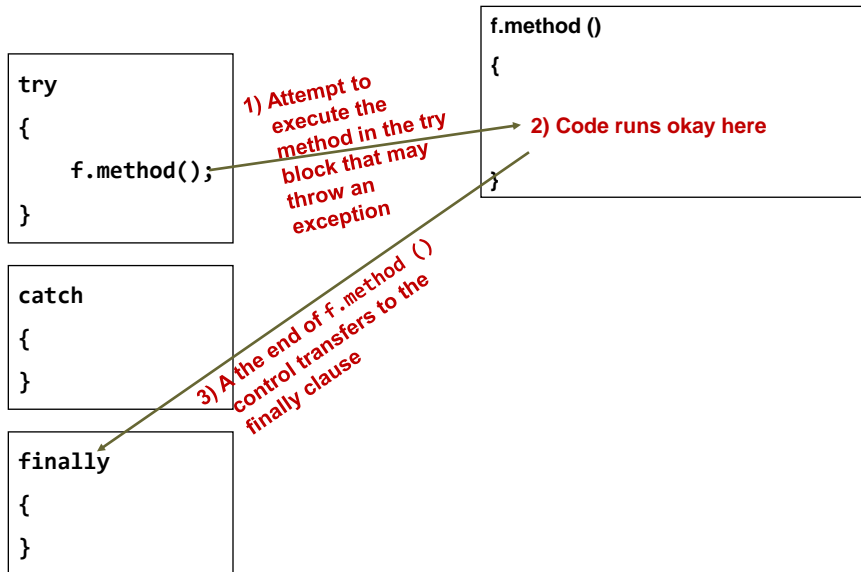 try
{
f.method();
}
1) Attempt to
execute the
method in the try
block that may
throw an
exception
f.method ()
{
2) Code runs okay here
}
catch
{
}
3) A the end of f.method ()
control transfers to the
finally clause
finally
{
}